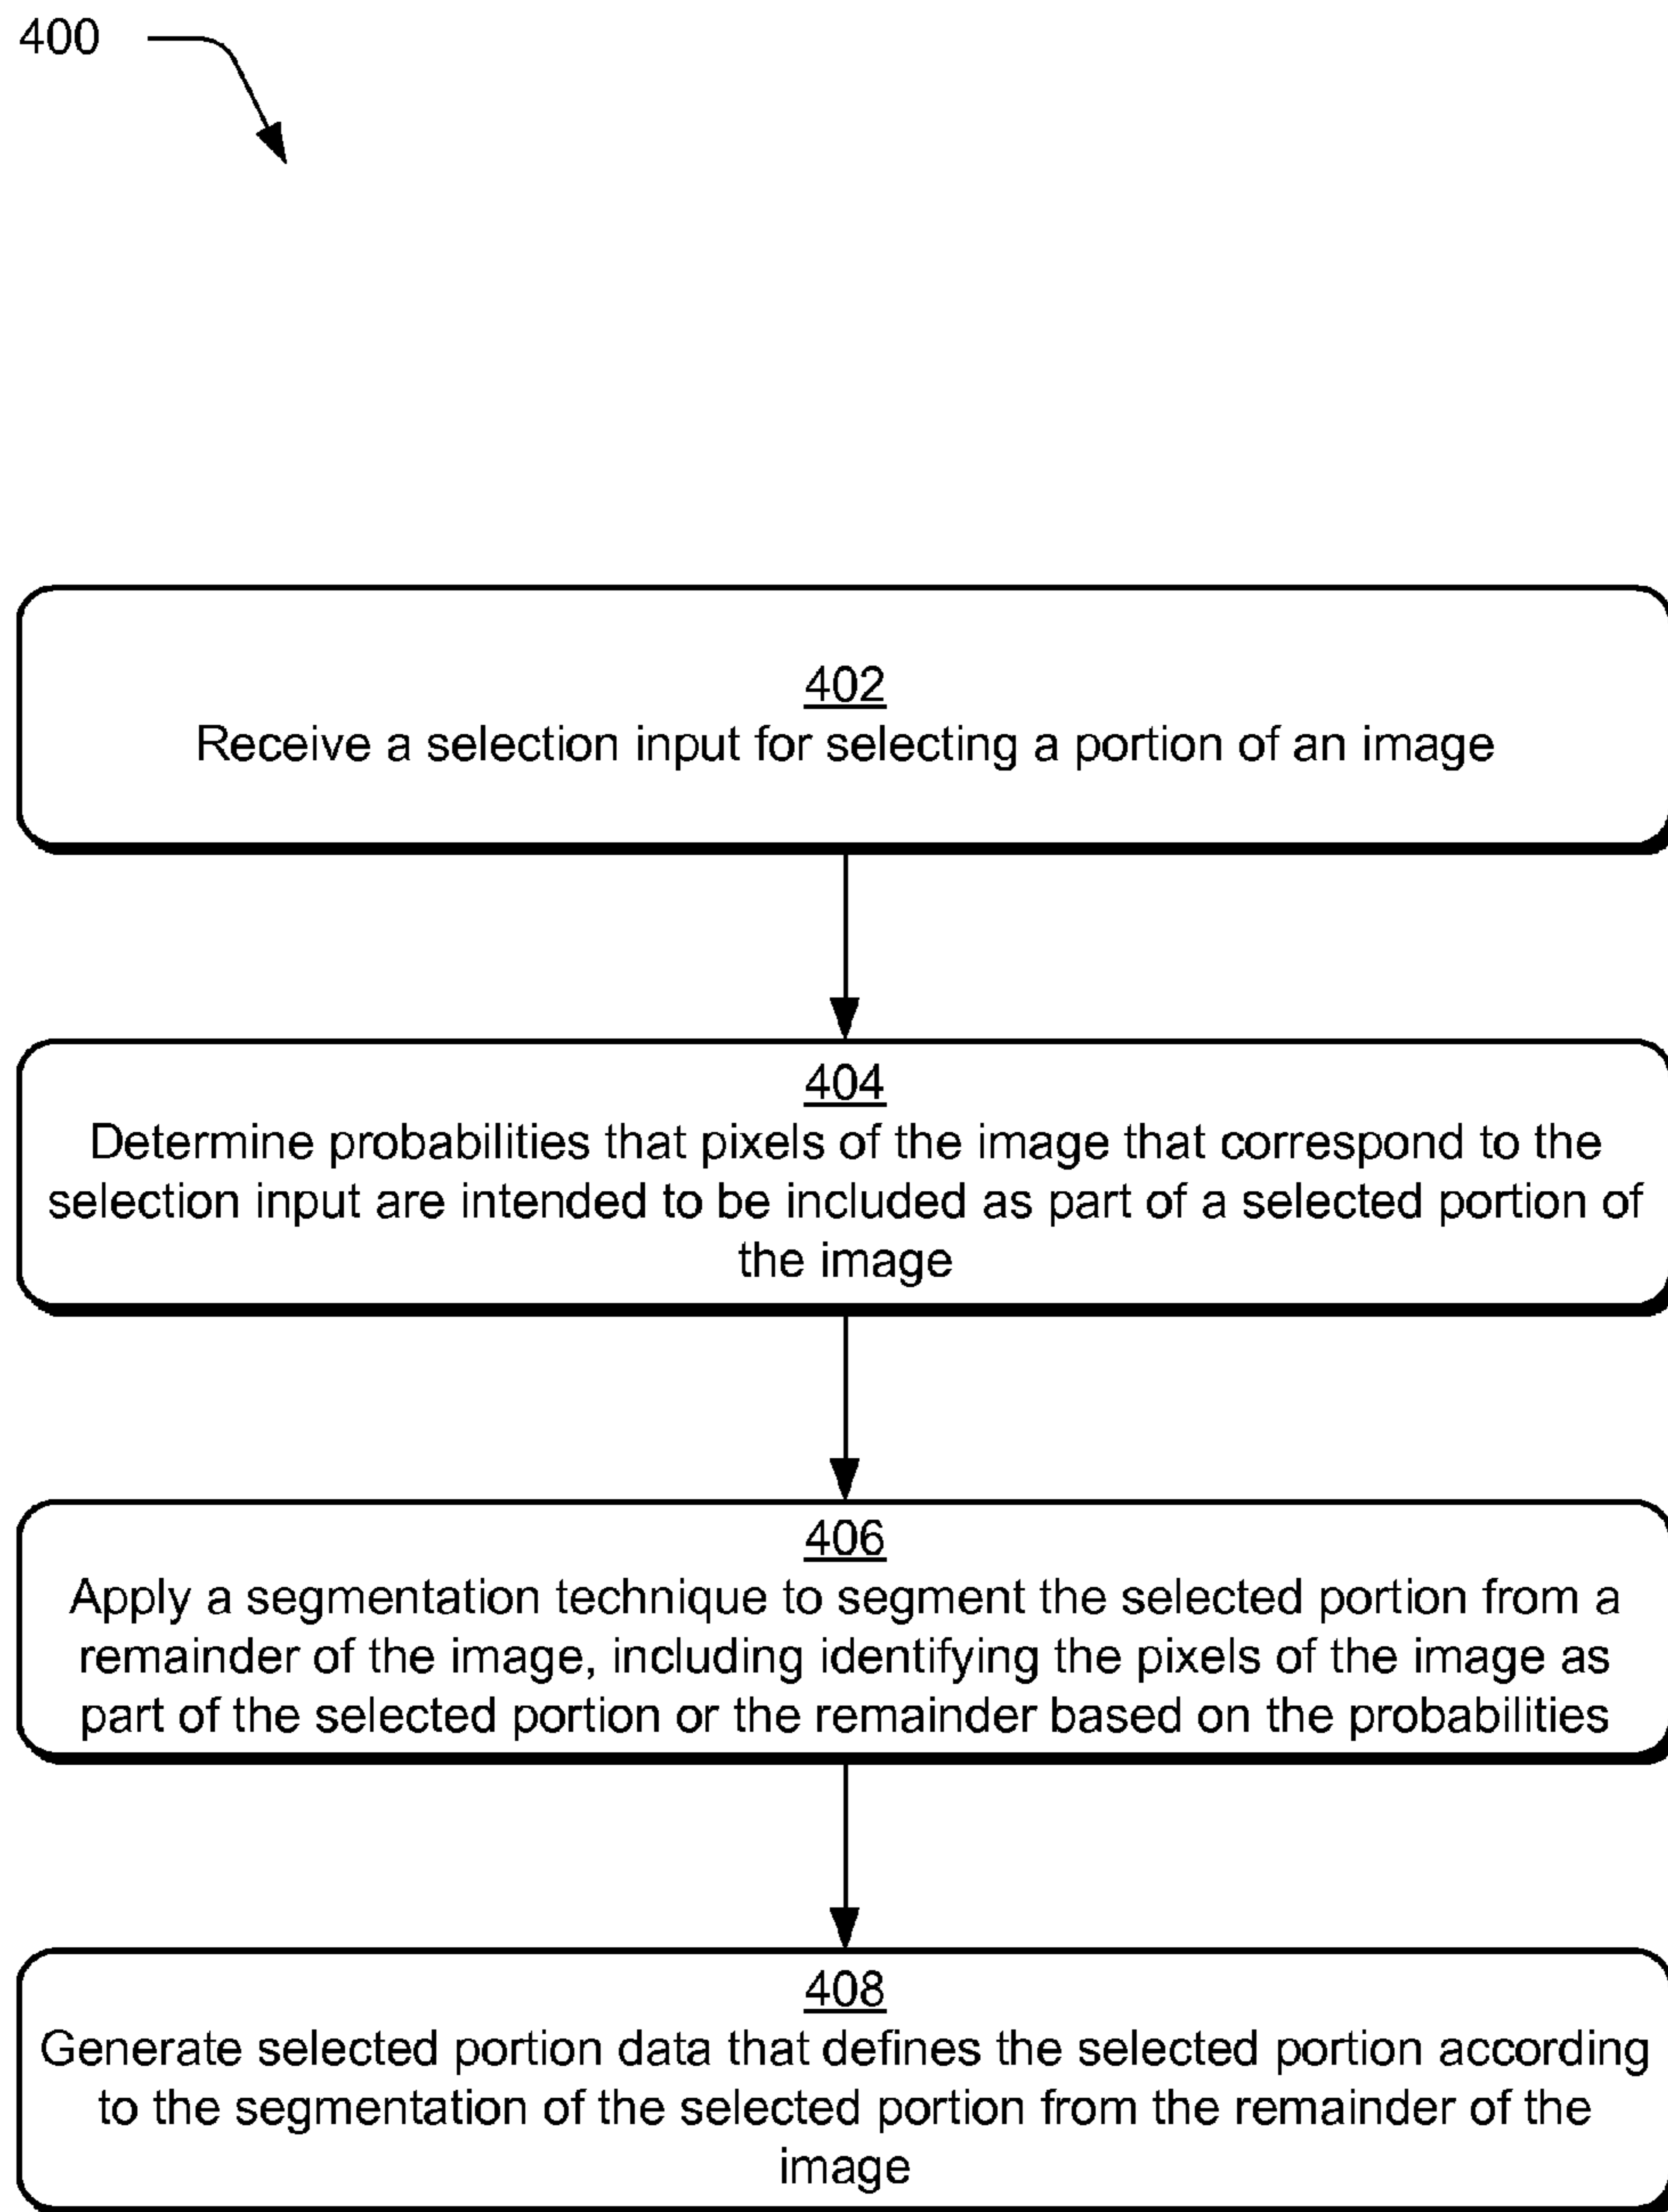 400
402
Receive a selection input for selecting a portion of an image
404
Determine probabilities that pixels of the image that correspond to the
selection input are intended to be included as part of a selected portion of
the image
406
Apply a segmentation technique to segment the selected portion from a
remainder of the image, including identifying the pixels of the image as
part of the selected portion or the remainder based on the probabilities
408
Generate selected portion data that defines the selected portion according
to the segmentation of the selected portion from the remainder of the
image